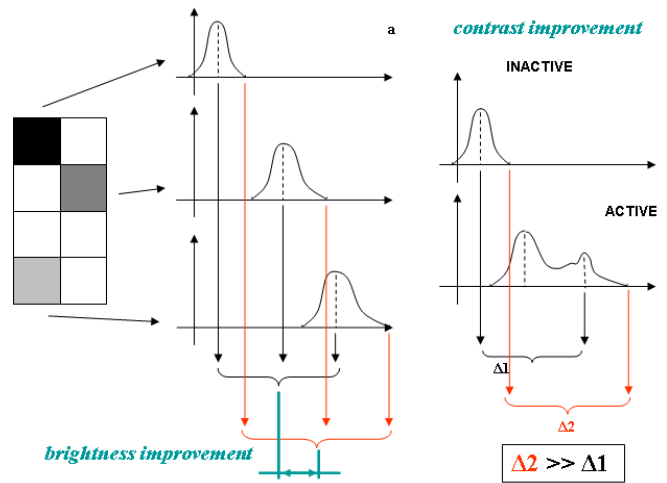 a
contrast improvement
INACTIVE
ACTIVE
Δ1
Δ2
brightness improvement
Δ2 >> Δ1